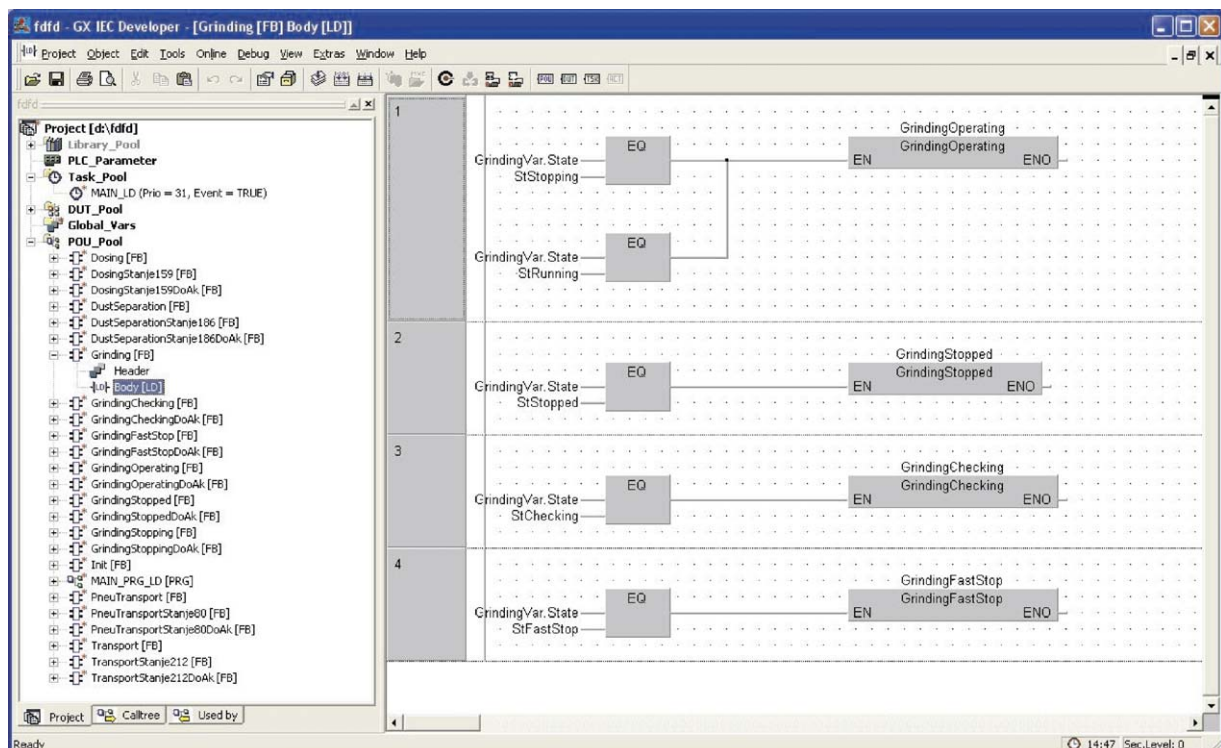 fdfd - GX IEC Developer - [Grinding [FB] Body [LD]]
Project Object Edit Tools Online Debug View Extras Window Help
fdfd
Project [d:\fdfd]
Library_Pool
PLC_Parameter
Task_Pool
MAIN_LD (Prio = 31, Event = TRUE)
DUT_Pool
Global_Vars
POU_Pool
Dosing [FB]
DosingStanje159 [FB]
DosingStanje159DoAk [FB]
DustSeparation [FB]
DustSeparationStanje186 [FB]
DustSeparationStanje186DoAk [FB]
Grinding [FB]
Header
Body [LD]
GrindingChecking [FB]
GrindingCheckingDoAk [FB]
GrindingFastStop [FB]
GrindingFastStopDoAk [FB]
GrindingOperating [FB]
GrindingOperatingDoAk [FB]
GrindingStopped [FB]
GrindingStoppedDoAk [FB]
GrindingStopping [FB]
GrindingStoppingDoAk [FB]
Init [FB]
MAIN_PRG_LD [PRG]
PneuTransport [FB]
PneuTransportStanje80 [FB]
PneuTransportStanje80DoAk [FB]
Transport [FB]
TransportStanje212 [FB]
TransportStanje212DoAk [FB]
Project Calltree Used by
1
GrindingOperating
EQ GrindingOperating
GrindingVar.State EN ENO
StStopping
EQ
GrindingVar.State
StRunning
2
GrindingStopped
EQ GrindingStopped
GrindingVar.State EN ENO
StStopped
3
GrindingChecking
EQ GrindingChecking
GrindingVar.State EN ENO
StChecking
4
GrindingFastStop
EQ GrindingFastStop
GrindingVar.State EN ENO
StFastStop
Ready 14:47 Sec.Level: 0